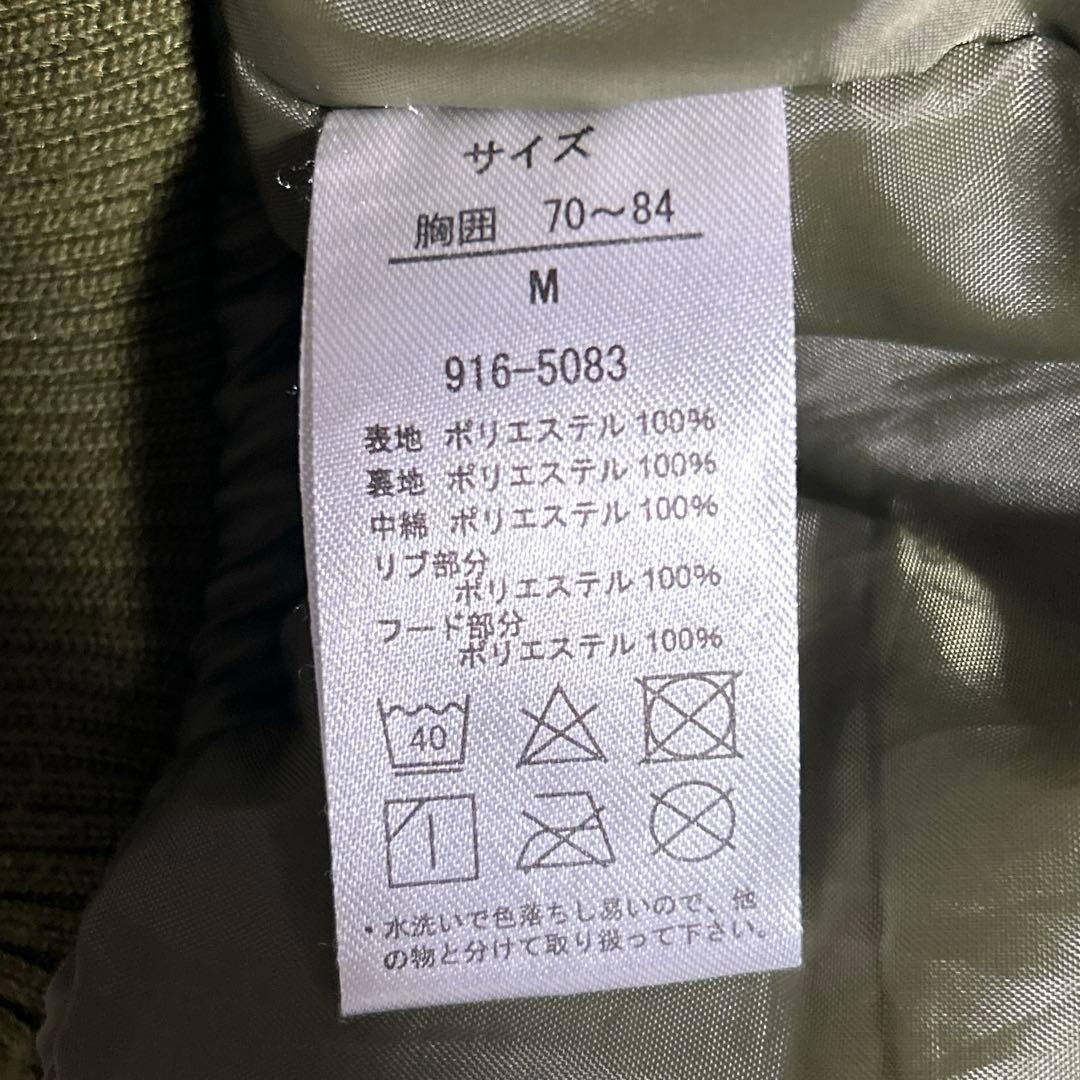 サイズ
胸囲 70～84
M
916-5083
表地 ポリエステル 100%
裏地 ポリエステル 100%
中綿 ポリエステル 100%
リブ部分
ポリエステル 100%
フード部分
ポリエステル 100%
40
・水洗いで色落ちし易いので、他
の物と分けて取り扱って下さい。